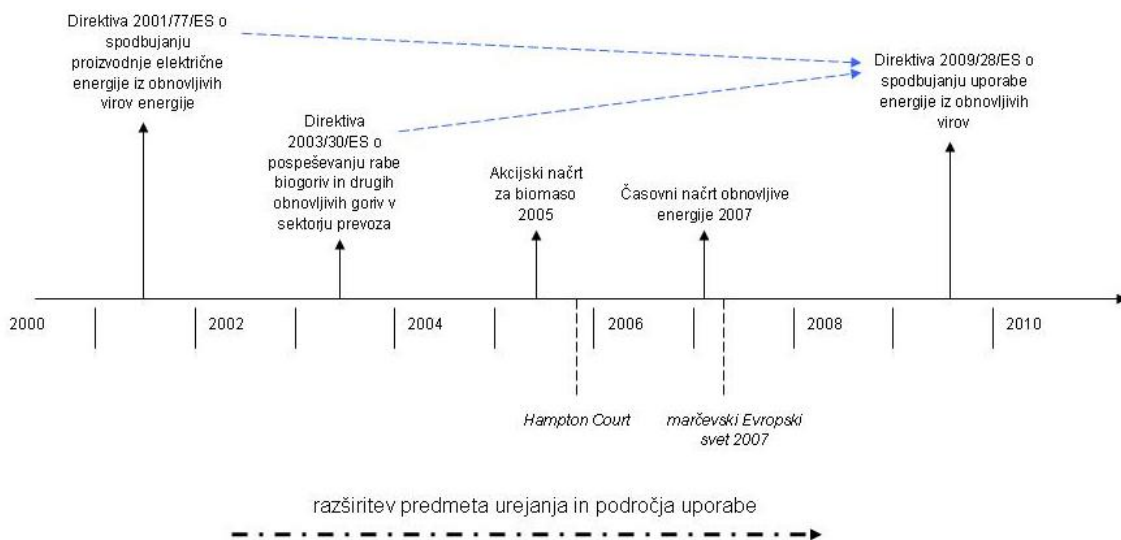 Direktiva 2001/77/ES o
spodbujanju
proizvodnje električne
energije iz obnovljivih
virov energije
Direktiva
2003/30/ES o
pospeševanju rabe
biogoriv in drugih
obnovljivih goriv v
sektorju prevoza
Akcijski načrt
za biomaso
2005
Časovni načrt obnovljive
energije 2007
Direktiva 2009/28/ES o
spodbujanju uporabe
energije iz obnovljivih
virov
2000
2002
2004
2006
2008
2010
Hampton Court
marčevski Evropski
svet 2007
razširitev predmeta urejanja in področja uporabe